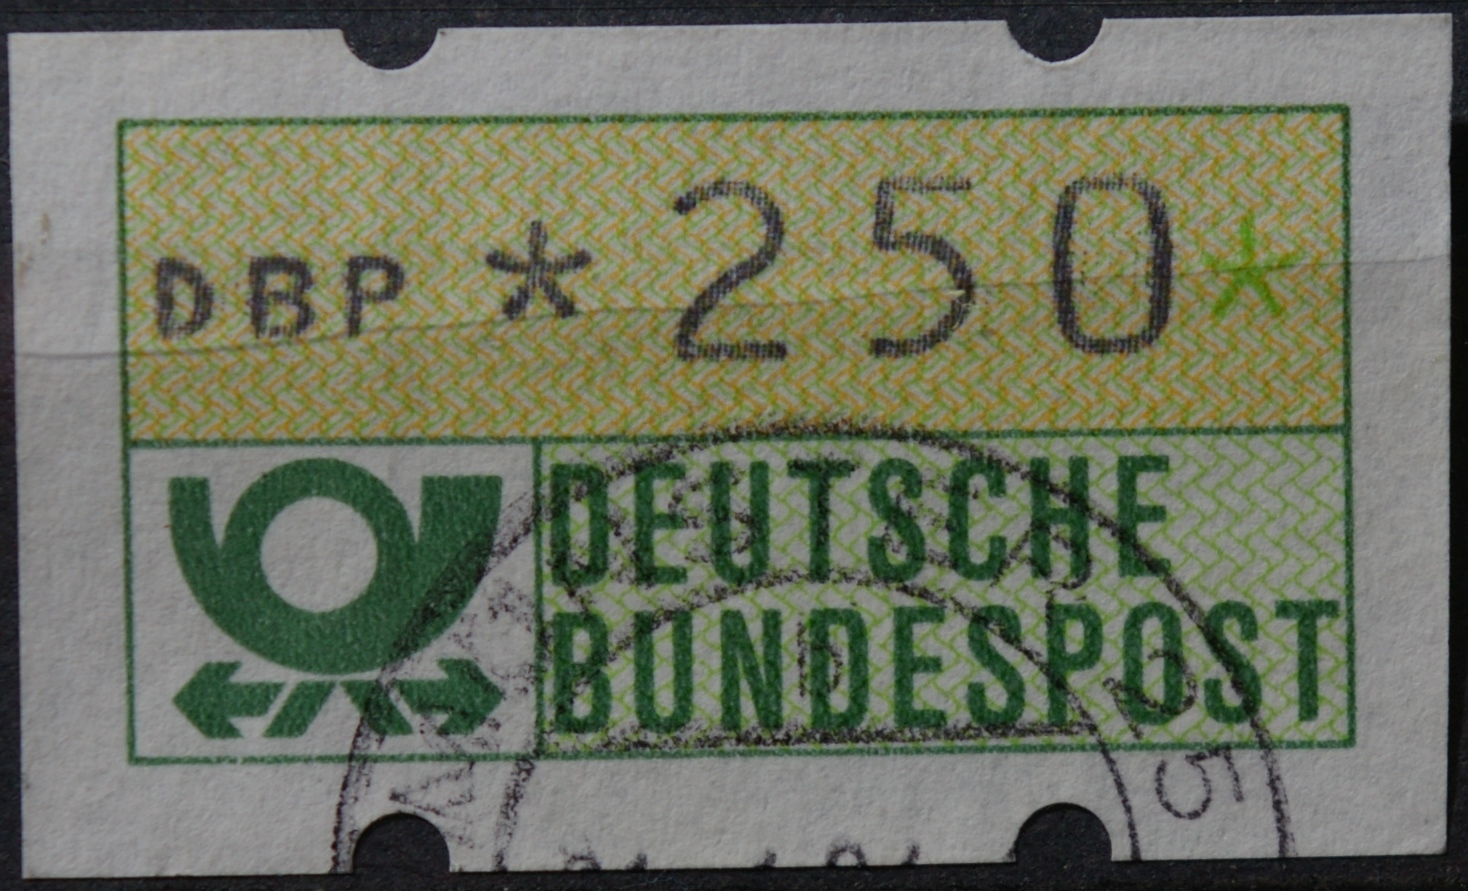 DBP *250*
DEUTSCHE
BUNDESPOST